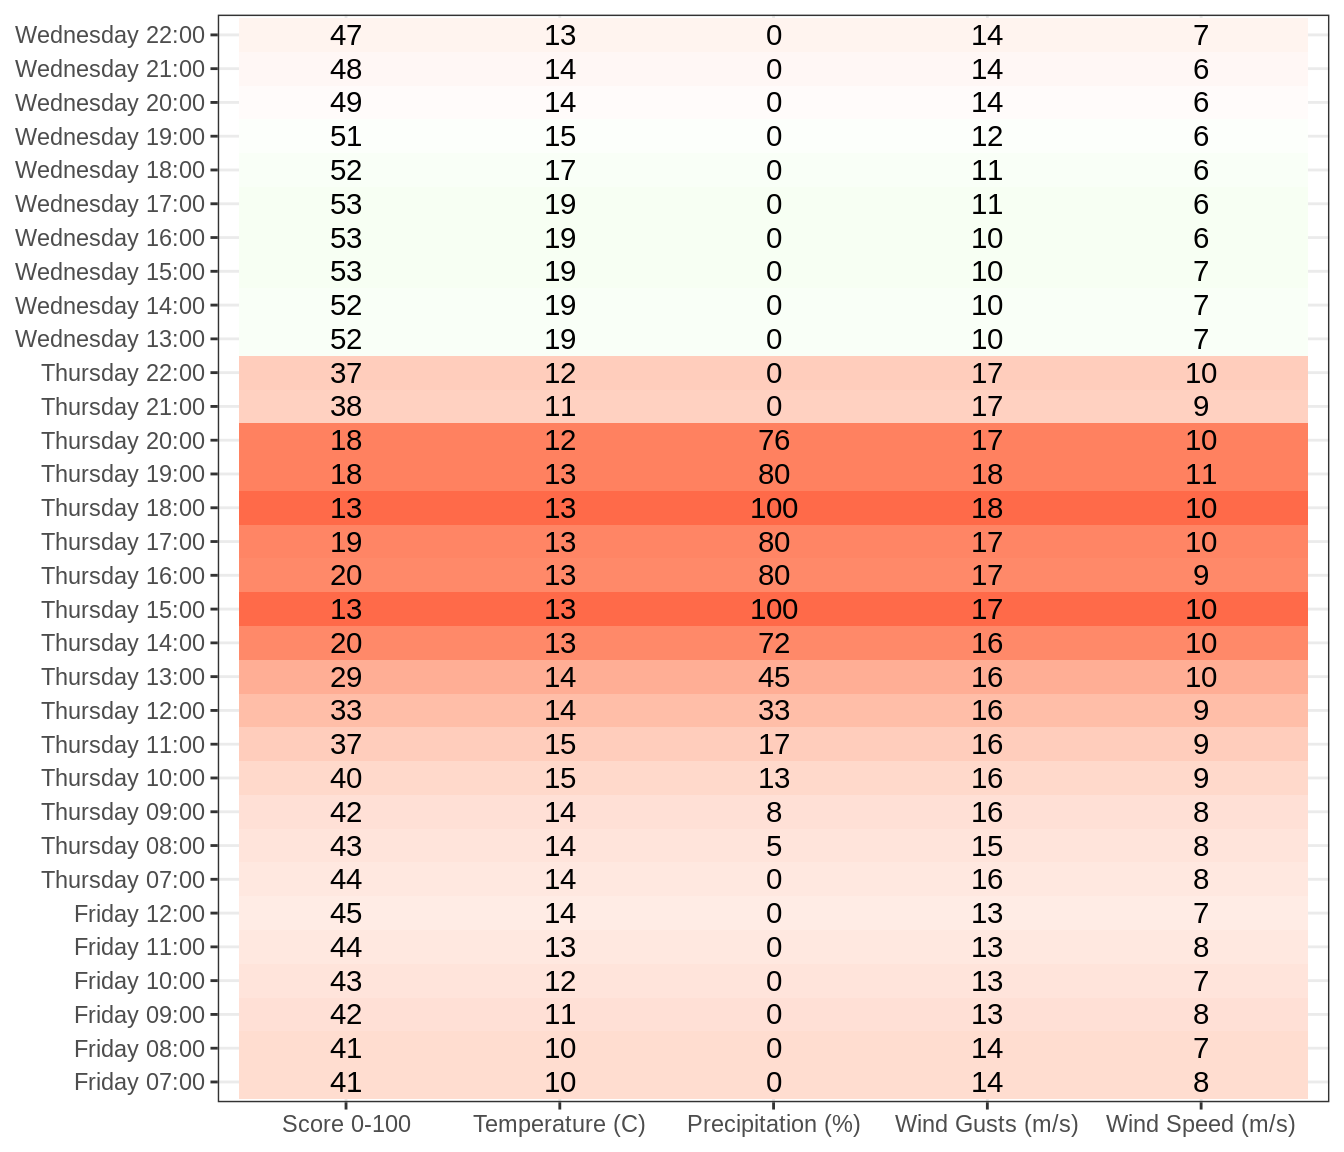 Wednesday 22:00 47 13 0 14 7
Wednesday 21:00 48 14 0 14 6
Wednesday 20:00 49 14 0 14 6
Wednesday 19:00 51 15 0 12 6
Wednesday 18:00 52 17 0 11 6
Wednesday 17:00 53 19 0 11 6
Wednesday 16:00 53 19 0 10 6
Wednesday 15:00 53 19 0 10 7
Wednesday 14:00 52 19 0 10 7
Wednesday 13:00 52 19 0 10 7
Thursday 22:00 37 12 0 17 10
Thursday 21:00 38 11 0 17 9
Thursday 20:00 18 12 76 17 10
Thursday 19:00 18 13 80 18 11
Thursday 18:00 13 13 100 18 10
Thursday 17:00 19 13 80 17 10
Thursday 16:00 20 13 80 17 9
Thursday 15:00 13 13 100 17 10
Thursday 14:00 20 13 72 16 10
Thursday 13:00 29 14 45 16 10
Thursday 12:00 33 14 33 16 9
Thursday 11:00 37 15 17 16 9
Thursday 10:00 40 15 13 16 9
Thursday 09:00 42 14 8 16 8
Thursday 08:00 43 14 5 15 8
Thursday 07:00 44 14 0 16 8
Friday 12:00 45 14 0 13 7
Friday 11:00 44 13 0 13 8
Friday 10:00 43 12 0 13 7
Friday 09:00 42 11 0 13 8
Friday 08:00 41 10 0 14 7
Friday 07:00 41 10 0 14 8
Score 0-100 Temperature (C) Precipitation (%) Wind Gusts (m/s) Wind Speed (m/s)